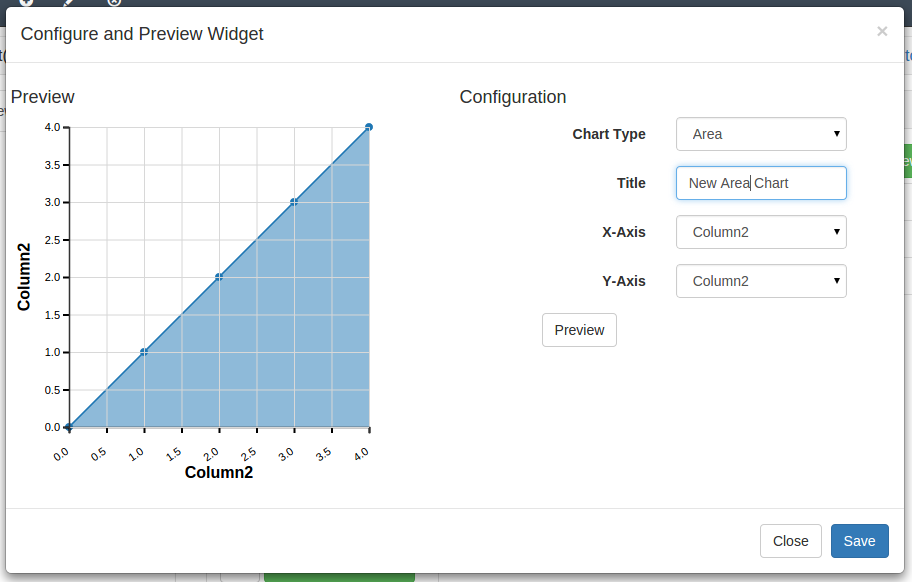 Configure and Preview Widget ×
Preview
Configuration
Chart Type Area
Title New Area Chart
X-Axis Column2
Y-Axis Column2
Preview
4.0
3.5
3.0
2.5
2.0
1.5
1.0
0.5
0.0
Column2
0.0 0.5 1.0 1.5 2.0 2.5 3.0 3.5 4.0
Column2
Close Save